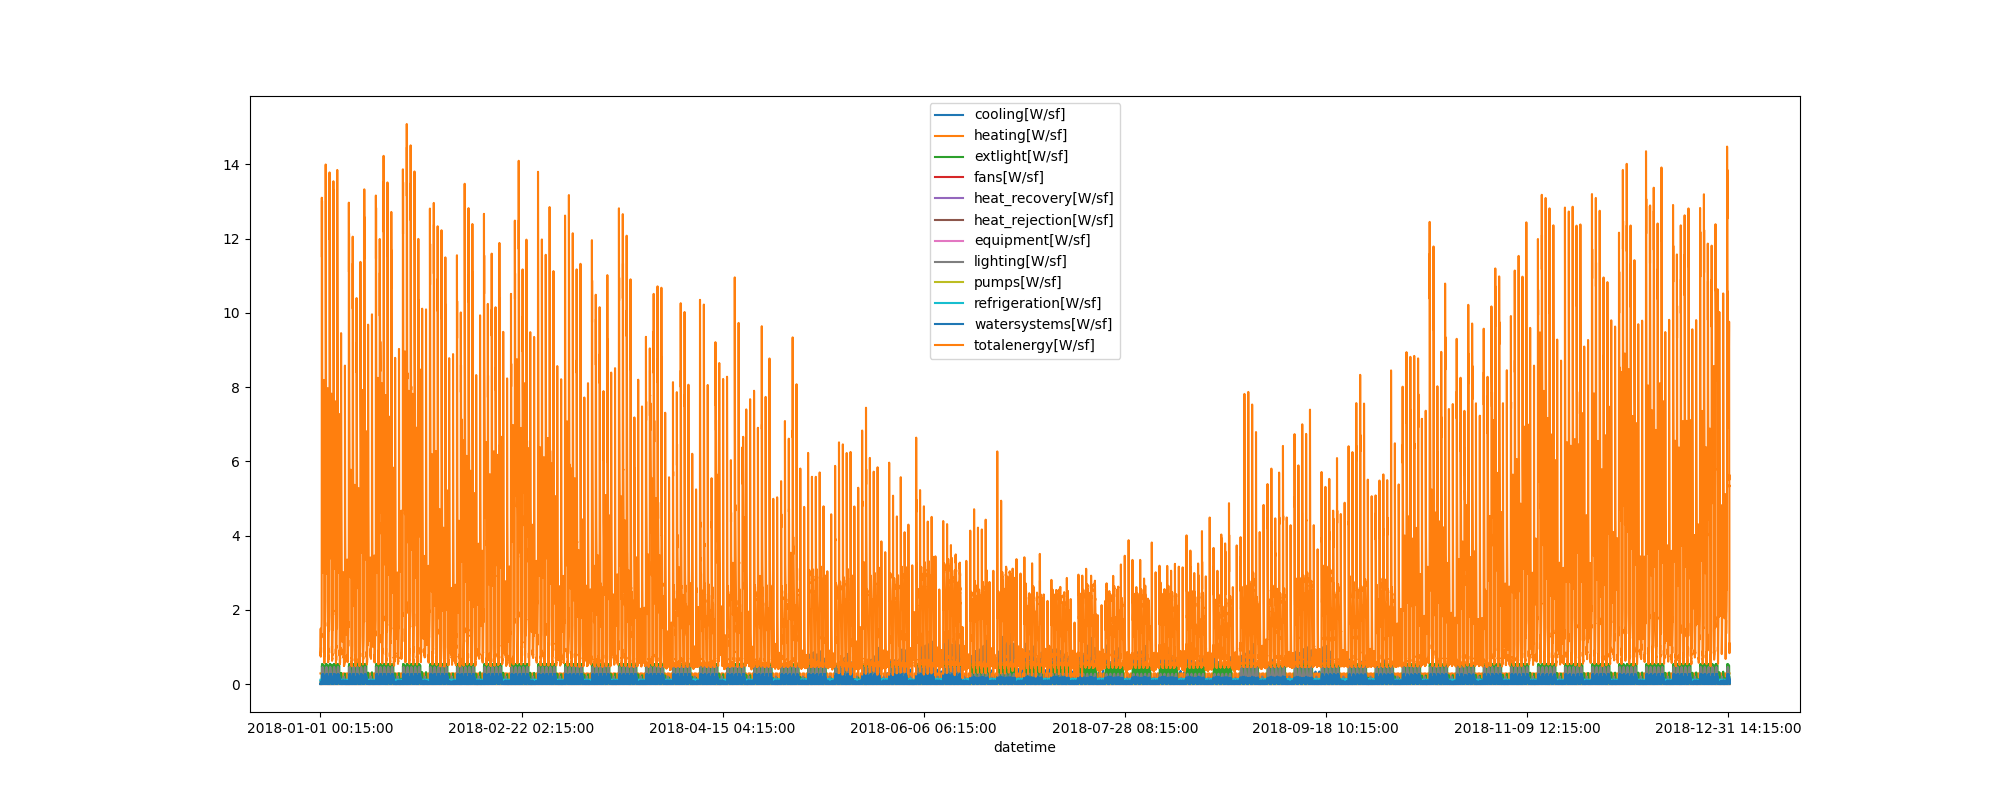 cooling[W/sf]
heating[W/sf]
extlight[W/sf]
fans[W/sf]
heat_recovery[W/sf]
heat_rejection[W/sf]
equipment[W/sf]
lighting[W/sf]
pumps[W/sf]
refrigeration[W/sf]
watersystems[W/sf]
totalenergy[W/sf]
14
12
10
8
6
4
2
0
2018-01-01 00:15:00 2018-02-22 02:15:00 2018-04-15 04:15:00 2018-06-06 06:15:00 2018-07-28 08:15:00 2018-09-18 10:15:00 2018-11-09 12:15:00 2018-12-31 14:15:00
datetime